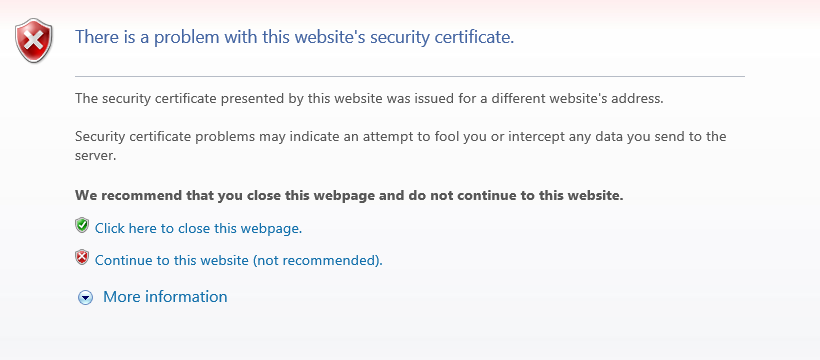 There is a problem with this website's security certificate.
The security certificate presented by this website was issued for a different website's address.
Security certificate problems may indicate an attempt to fool you or intercept any data you send to the
server.
We recommend that you close this webpage and do not continue to this website.
Click here to close this webpage.
Continue to this website (not recommended).
More information